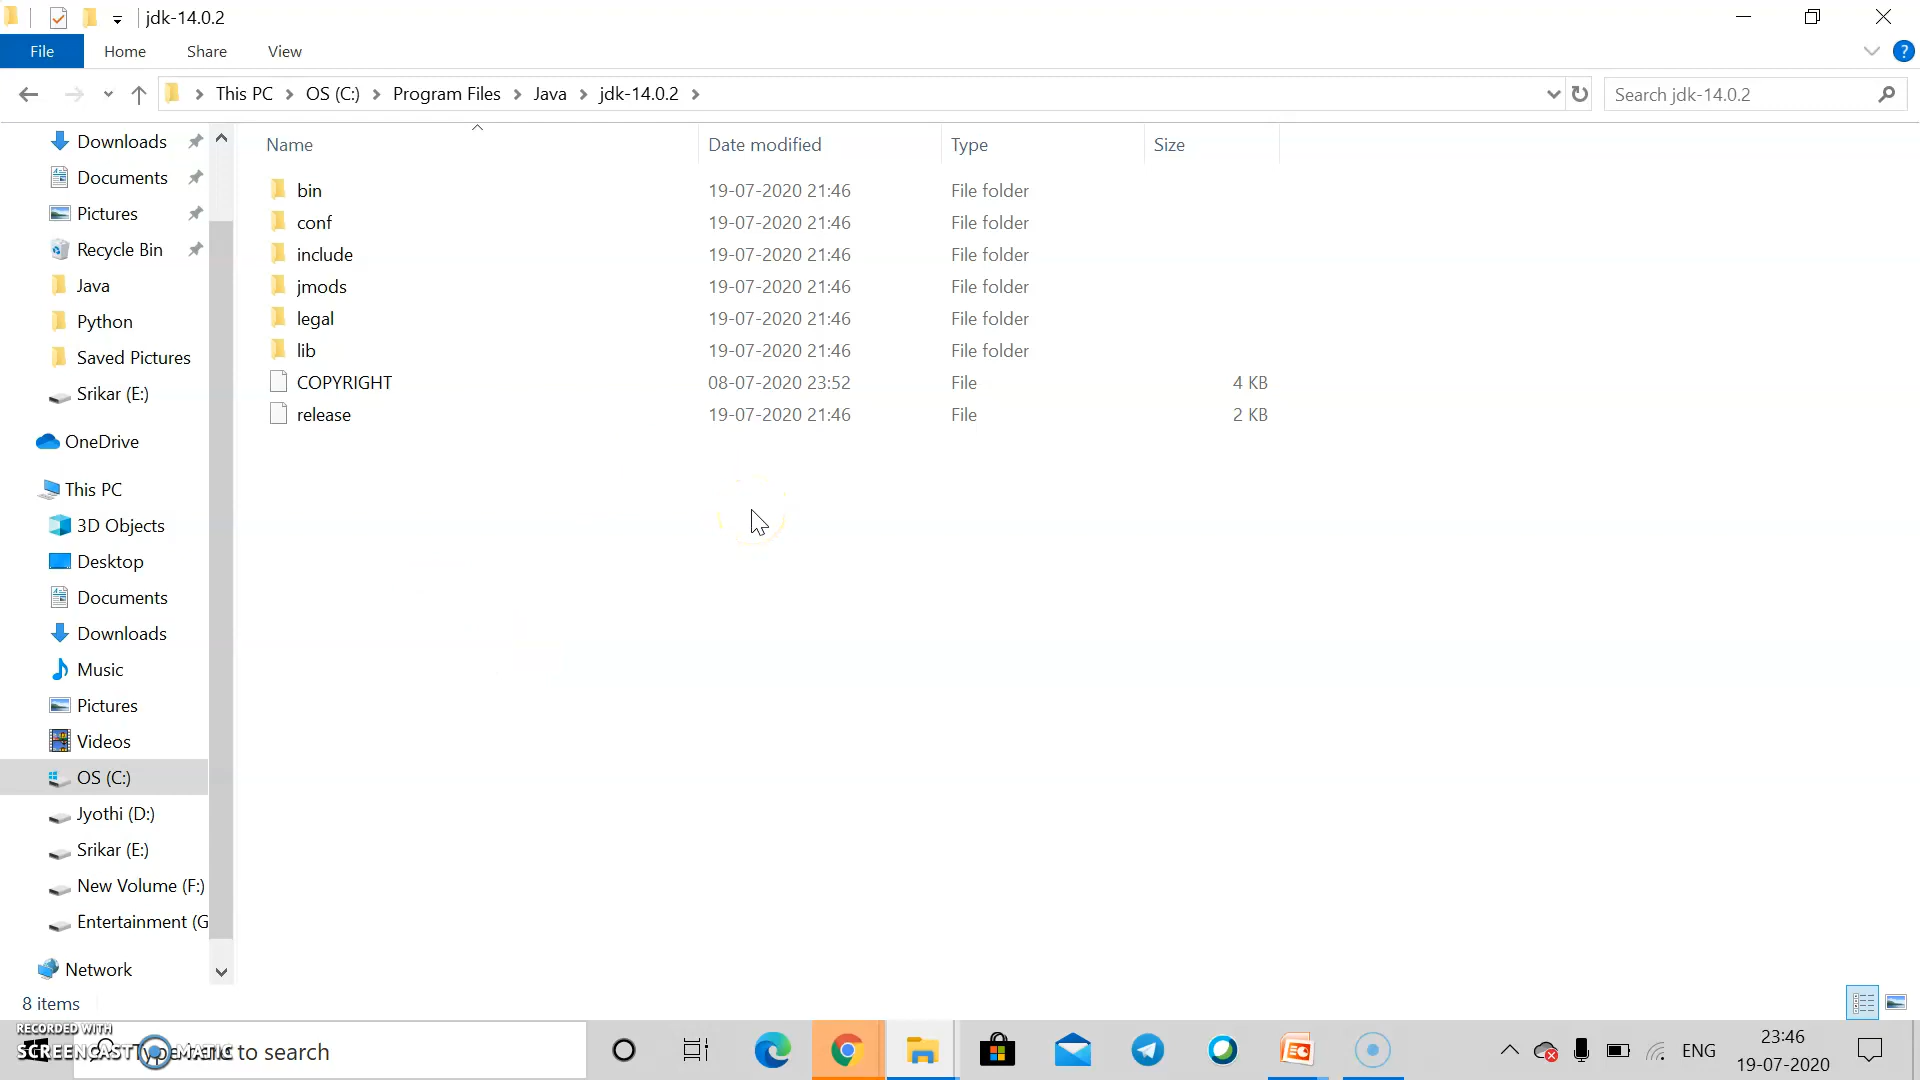 jdk-14.0.2
File Home Share View
This PC OS (C:) Program Files Java jdk-14.0.2
Search jdk-14.0.2
Name Date modified Type Size
bin 19-07-2020 21:46 File folder
conf 19-07-2020 21:46 File folder
include 19-07-2020 21:46 File folder
jmods 19-07-2020 21:46 File folder
legal 19-07-2020 21:46 File folder
lib 19-07-2020 21:46 File folder
COPYRIGHT 08-07-2020 23:52 File 4 KB
release 19-07-2020 21:46 File 2 KB
Downloads
Documents
Pictures
Recycle Bin
Java
Python
Saved Pictures
Srikar (E:)
OneDrive
This PC
3D Objects
Desktop
Documents
Downloads
Music
Pictures
Videos
OS (C:)
Jyothi (D:)
Srikar (E:)
New Volume (F:)
Entertainment (G
Network
8 items
RECORDED WITH
SCREENCAST MATIC
Type here to search
ENG
23:46
19-07-2020